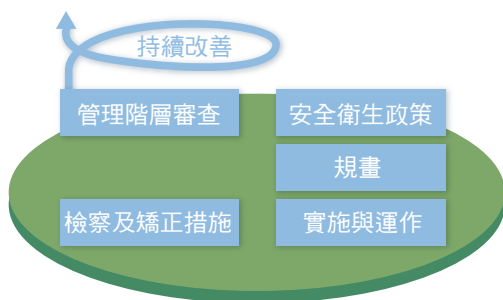 持續改善
管理階層審查
安全衛生政策
規畫
檢察及矯正措施
實施與運作